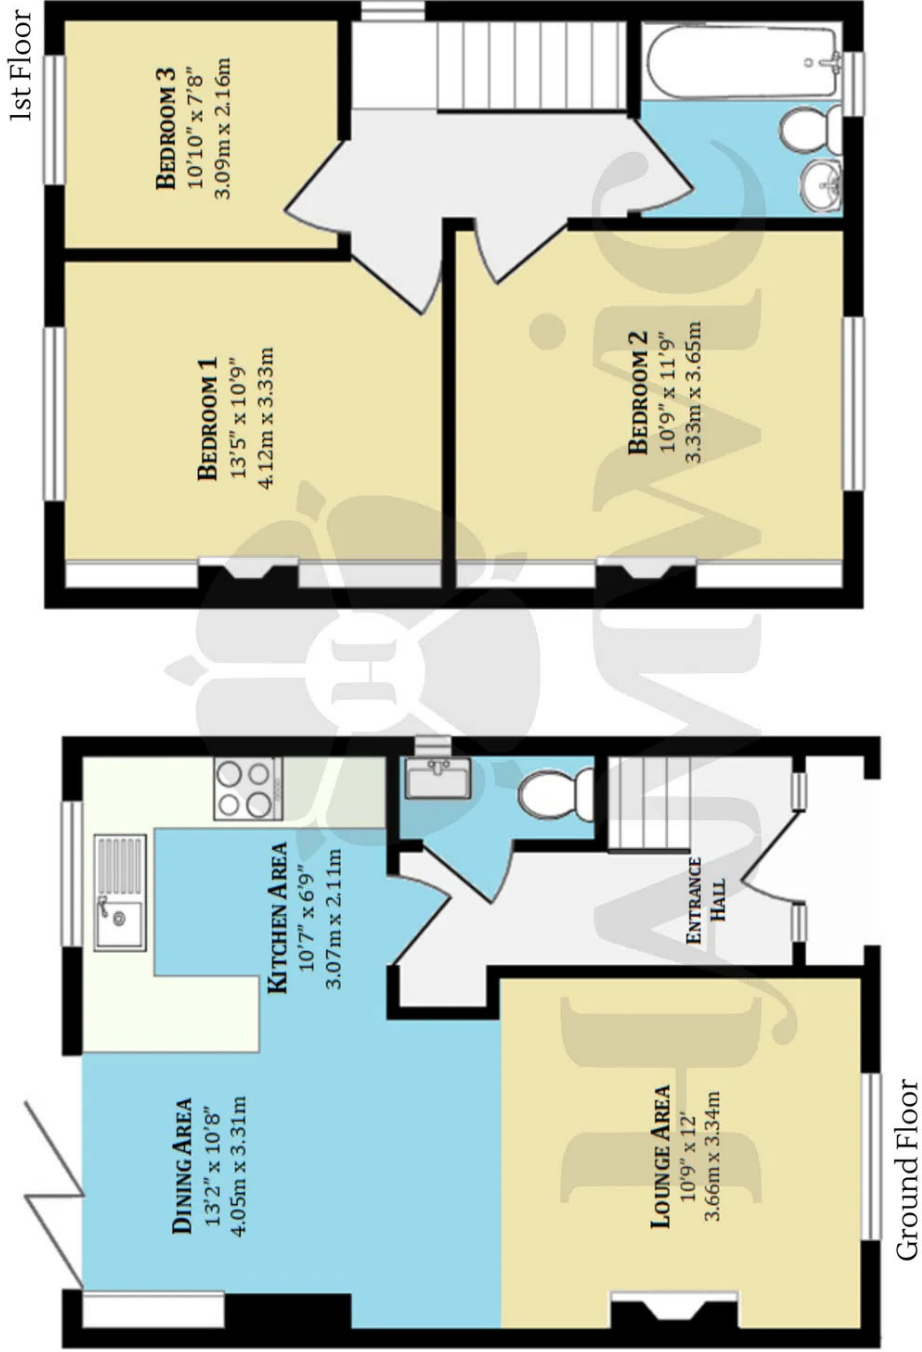 1st Floor
BEDROOM 3
10'10" x 7'8"
3.09m x 2.16m
BEDROOM 1
13'5" x 10'9"
4.12m x 3.33m
BEDROOM 2
10'9" x 11'9"
3.33m x 3.65m
KITCHEN AREA
10'7" x 6'9"
3.07m x 2.11m
ENTRANCE
HALL
DINING AREA
13'2" x 10'8"
4.05m x 3.31m
LOUNGE AREA
10'9" x 12'
3.66m x 3.34m
Ground Floor
H
HAMWIC